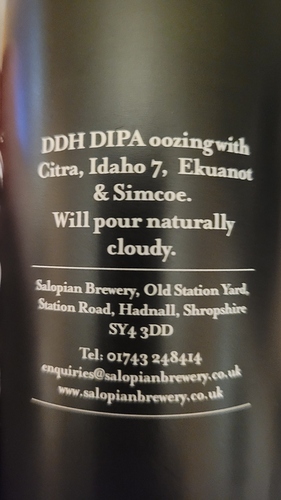 DDH DIPA oozing with
Citra, Idaho 7, Ekuanot
& Simcoe.
Will pour naturally
cloudy.
Salopian Brewery, Old Station Yard,
Station Road, Hadnall, Shropshire
SY4 3DD
Tel: 01743 248414
enquiries@salopianbrewery.co.uk
www.salopianbrewery.co.uk